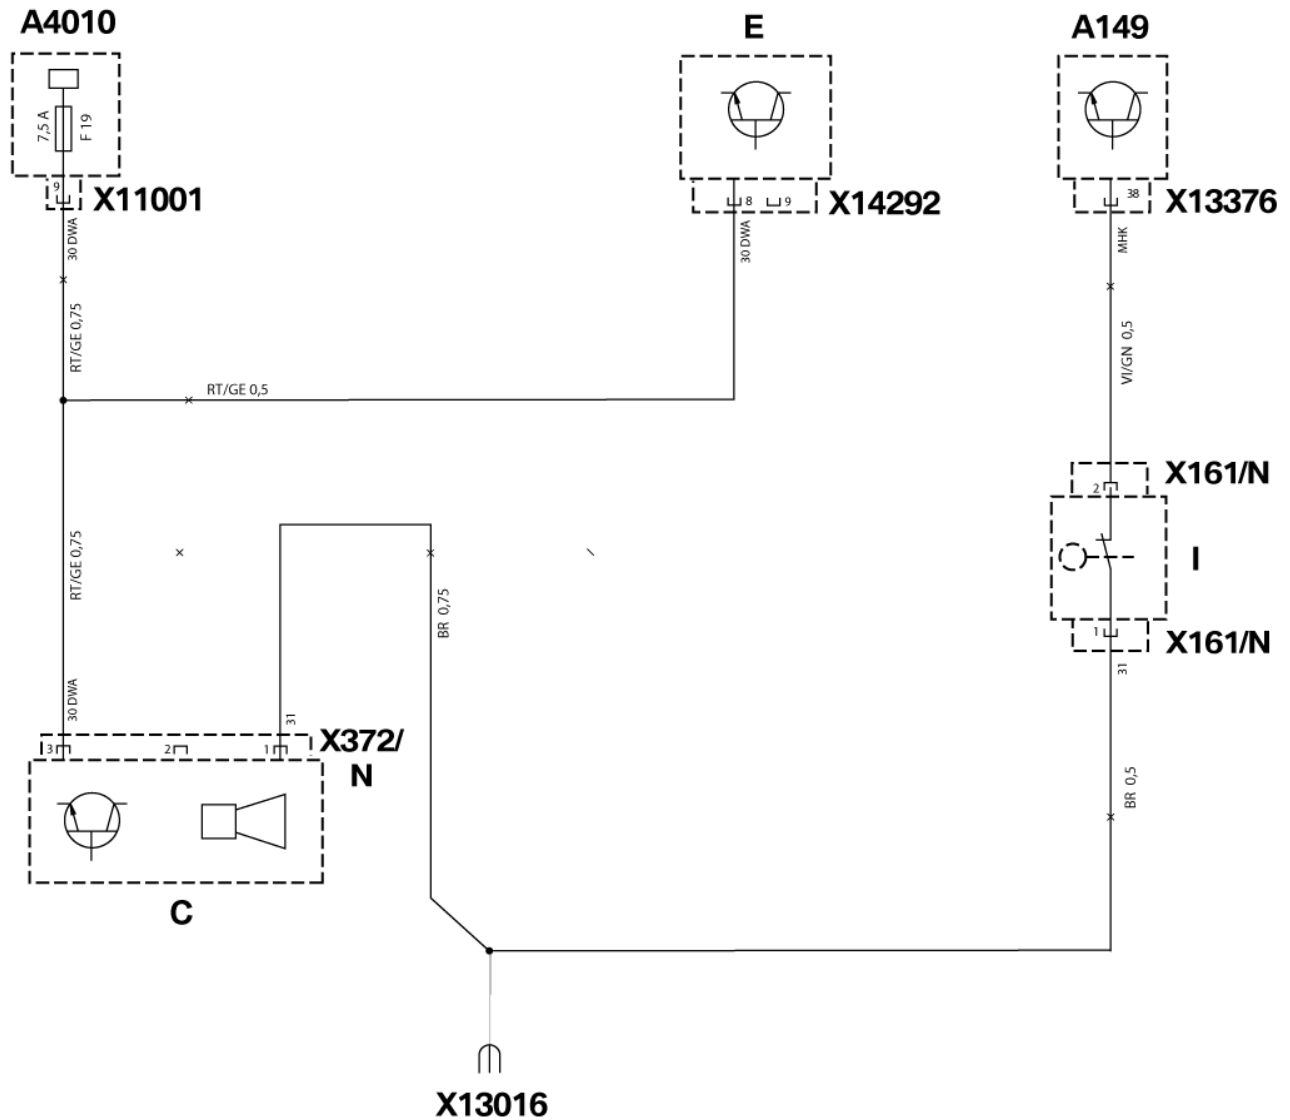 A4010
E
A149
7,5 A
F 19
9
X11001
8
9
X14292
38
X13376
30 DWA
30 DWA
MHK
RT/GE 0,75
VI/GN 0,5
RT/GE 0,5
X161/N
2
I
RT/GE 0,75
BR 0,75
1
X161/N
31
30 DWA
31
3
2
1
X372/
N
BR 0,5
C
X13016